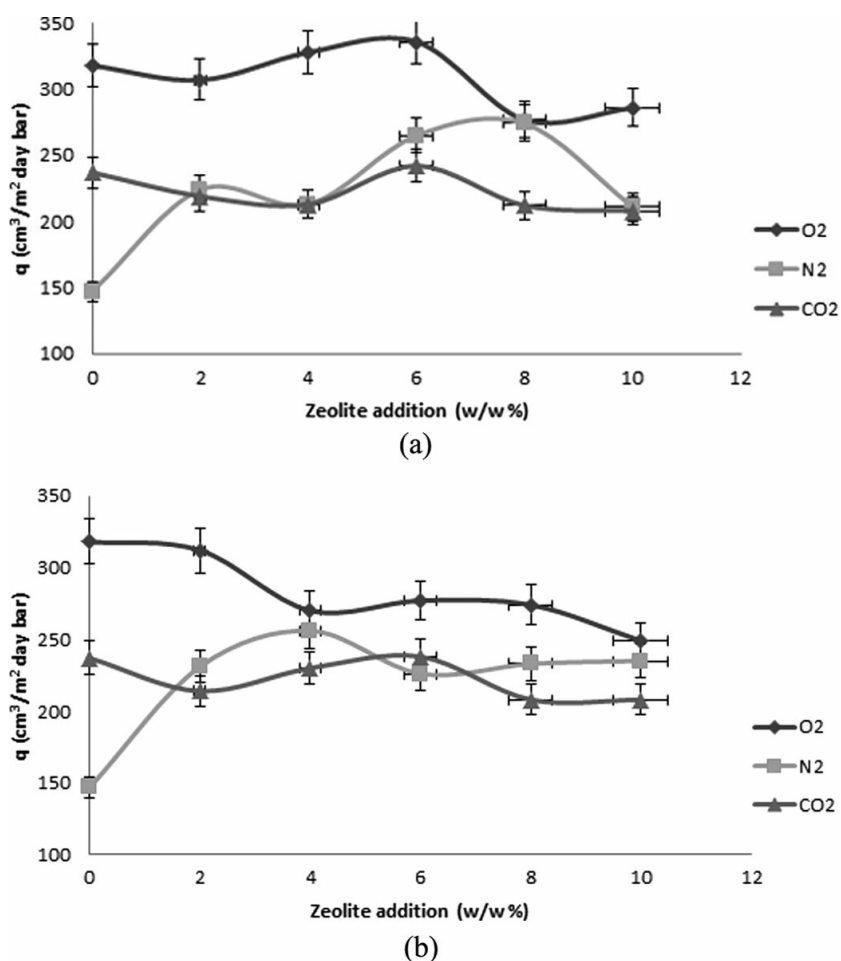 350
300
250
200
150
100
q (cm³/m² day bar)
0 2 4 6 8 10 12
Zeolite addition (w/w%)
O2
N2
CO2
(a)
350
300
250
200
150
100
q (cm³/m² day bar)
0 2 4 6 8 10 12
Zeolite addition (w/w%)
O2
N2
CO2
(b)